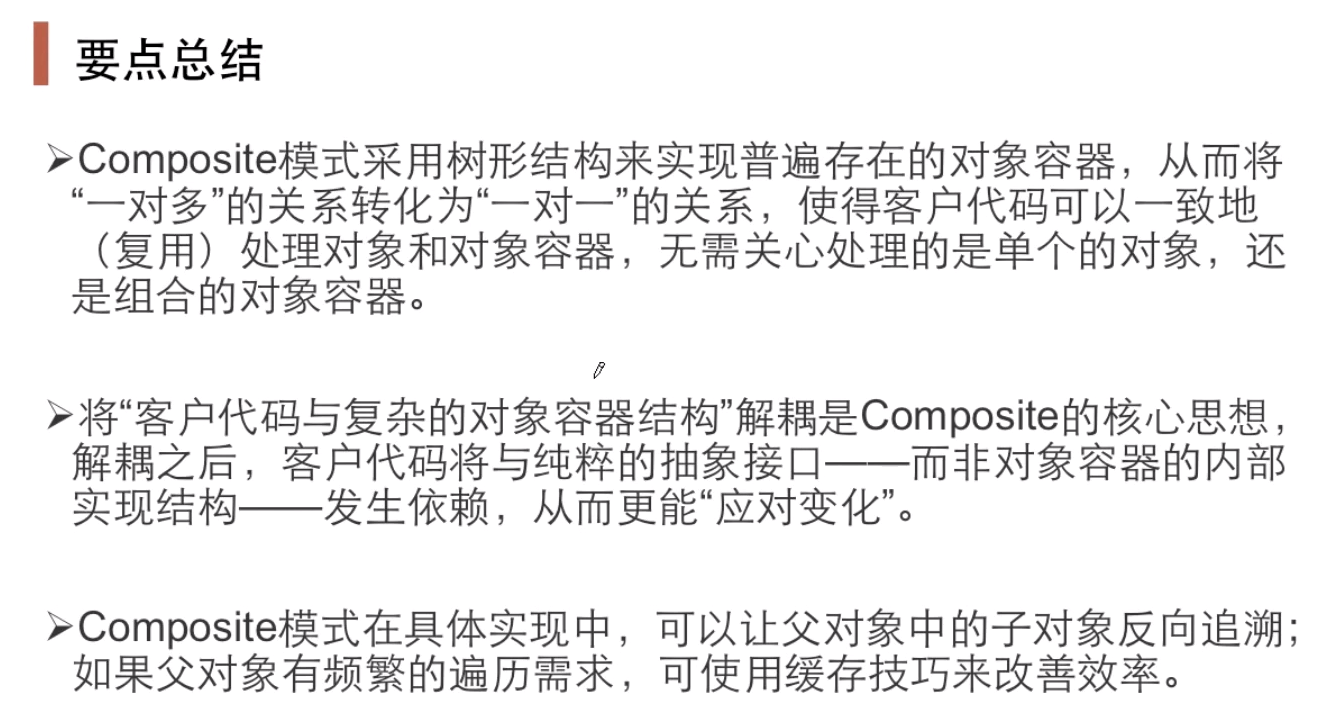 要点总结
➢Composite模式采用树形结构来实现普遍存在的对象容器，从而将
“一对多”的关系转化为“一对一”的关系，使得客户代码可以一致地
（复用）处理对象和对象容器，无需关心处理的是单个的对象，还
是组合的对象容器。
➢将“客户代码与复杂的对象容器结构”解耦是Composite的核心思想，
解耦之后，客户代码将与纯粹的抽象接口——而非对象容器的内部
实现结构——发生依赖，从而更能“应对变化”。
➢Composite模式在具体实现中，可以让父对象中的子对象反向追溯；
如果父对象有频繁的遍历需求，可使用缓存技巧来改善效率。